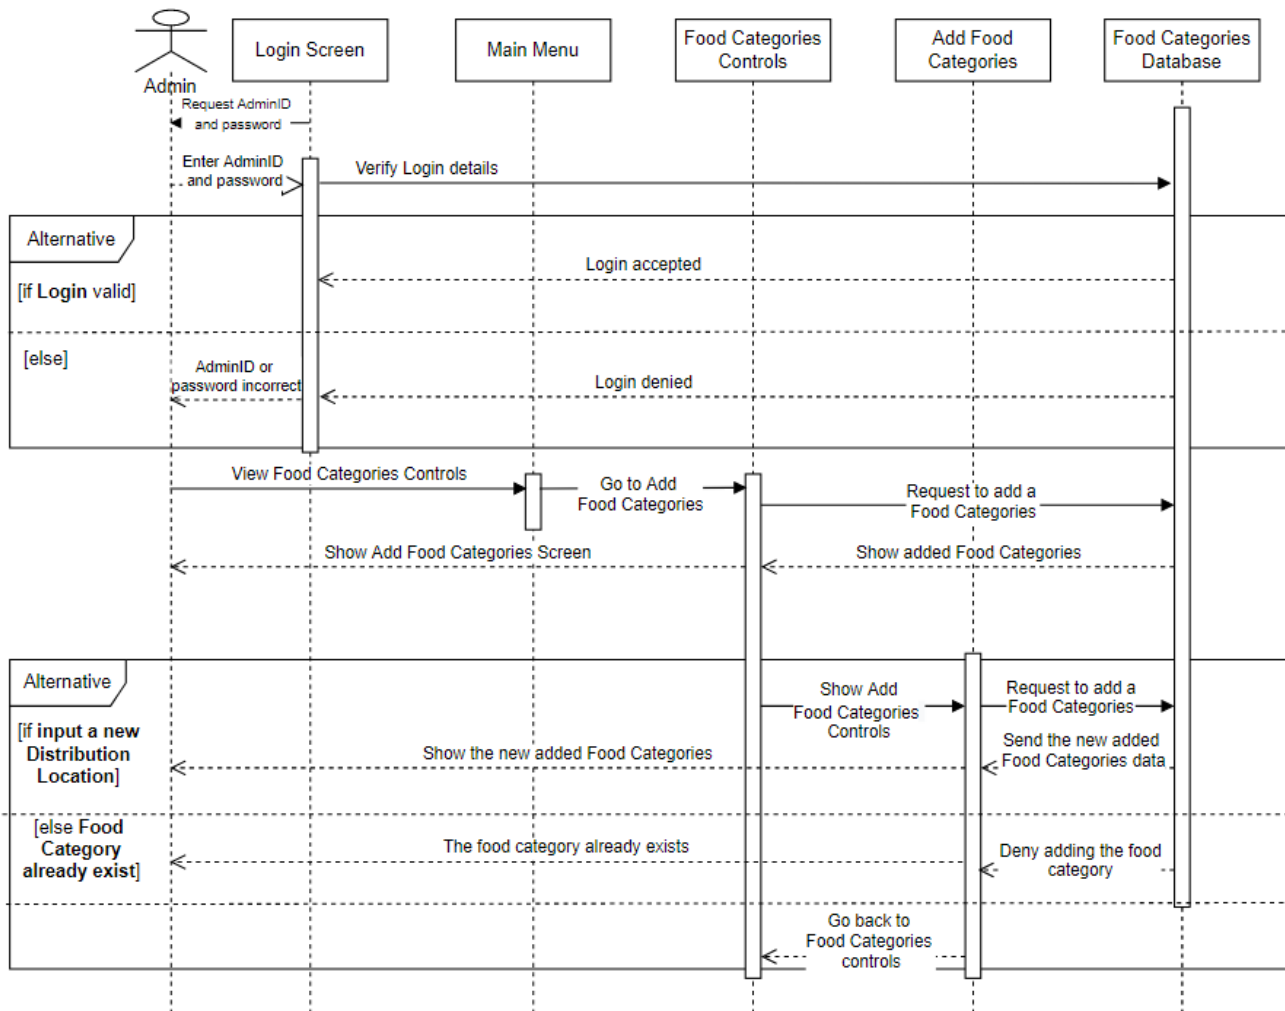 Admin
Login Screen
Main Menu
Food Categories
Controls
Add Food
Categories
Food Categories
Database
Request AdminID
and password
Enter AdminID
and password
Verify Login details
Alternative
[if Login valid]
Login accepted
[else]
AdminID or
password incorrect
Login denied
View Food Categories Controls
Go to Add
Food Categories
Request to add a
Food Categories
Show Add Food Categories Screen
Show added Food Categories
Alternative
[if input a new
Distribution
Location]
Show Add
Food Categories
Controls
Request to add a
Food Categories
Show the new added Food Categories
Send the new added
Food Categories data
[else Food
Category
already exist]
The food category already exists
Deny adding the food
category
Go back to
Food Categories
controls